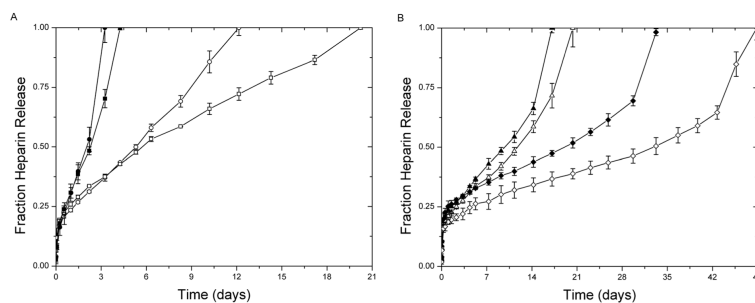 A
1.00
0.75
0.50
0.25
0.00
Fraction Heparin Release
0 3 6 9 12 15 18 21
Time (days)
B
1.00
0.75
0.50
0.25
0.00
Fraction Heparin Release
0 7 14 21 28 35 42
Time (days)